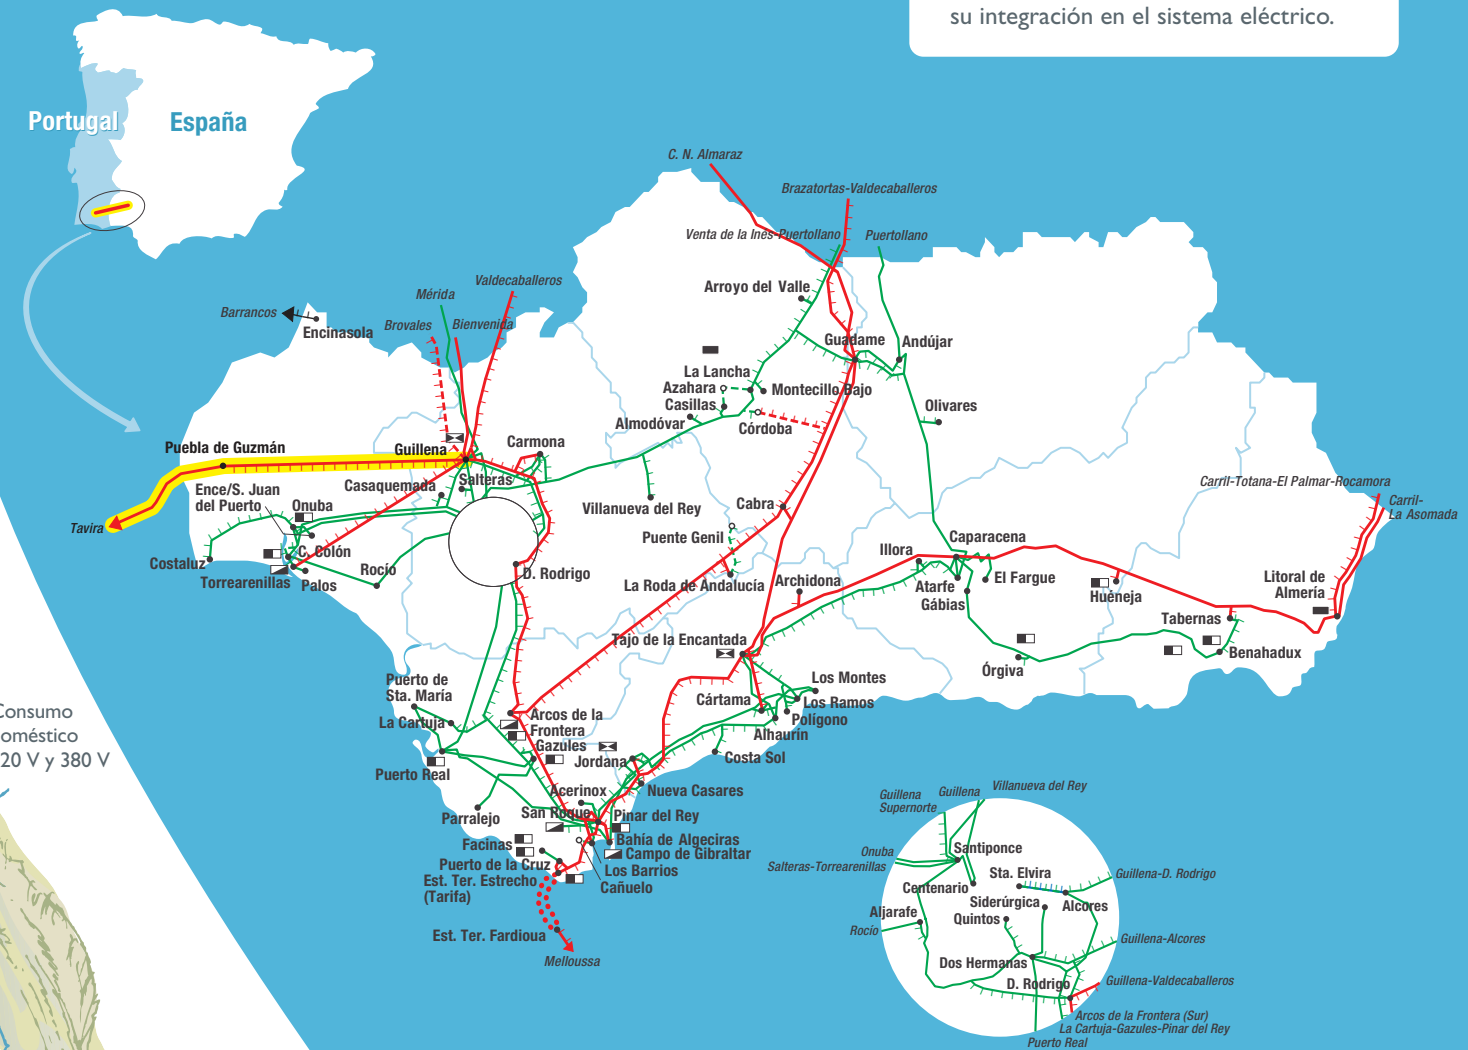 su integración en el sistema eléctrico.
Portugal
España
C. N. Almaraz
Brazatortas-Valdecaballeros
Venta de la Inés-Puertollano
Puertollano
Valdecaballeros
Mérida
Arroyo del Valle
Barrancos
Encinasola
Brovales
Bienvenida
Guadame
Andújar
La Lancha
Azahara
Montecillo Bajo
Casillas
Olivares
Almodóvar
Córdoba
Puebla de Guzmán
Guillena
Carmona
Casaquemada
Salteras
Ence/S. Juan
del Puerto
Onuba
Villanueva del Rey
Cabra
Carril-Totana-El Palmar-Rocamora
Carril-
La Asomada
Tavira
Puente Genil
Caparacena
Illora
Costaluz
C. Colón
Torrearenillas
Palos
Rocío
D. Rodrigo
La Roda de Andalucía
Archidona
Atarfe
El Fargue
Gábias
Huéneja
Litoral de
Almería
Tabernas
Benahadux
Tajo de la Encantada
Órgiva
Puerto de
Sta. María
La Cartuja
Los Montes
Cártama
Los Ramos
Polígono
Alhaurín
Costa Sol
Arcos de la
Frontera
Gazules
Jordana
Puerto Real
Nueva Casares
Acerinox
San Roque
Pinar del Rey
Parralejo
Bahía de Algeciras
Facinas
Campo de Gibraltar
Puerto de la Cruz
Los Barrios
Est. Ter. Estrecho
(Tarifa)
Cañuelo
Est. Ter. Fardioua
Melloussa
Consumo
oméstico
20 V y 380 V
Guillena
Supernorte
Guillena
Villanueva del Rey
Onuba
Salteras-Torrearenillas
Santiponce
Centenario
Sta. Elvira
Guillena-D. Rodrigo
Siderúrgica
Alcores
Aljarafe
Quintos
Rocío
Guillena-Alcores
Dos Hermanas
D. Rodrigo
Guillena-Valdecaballeros
Arcos de la Frontera (Sur)
La Cartuja-Gazules-Pinar del Rey
Puerto Real